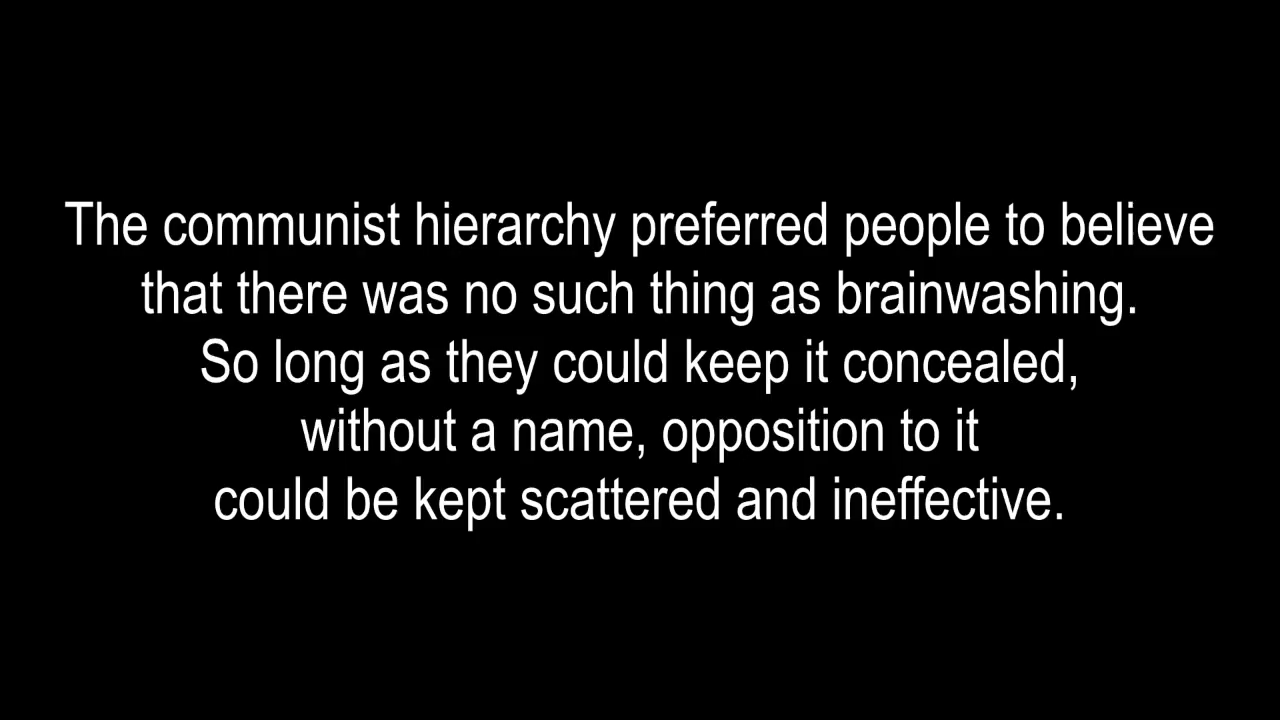 The communist hierarchy preferred people to believe
that there was no such thing as brainwashing.
So long as they could keep it concealed,
without a name, opposition to it
could be kept scattered and ineffective.